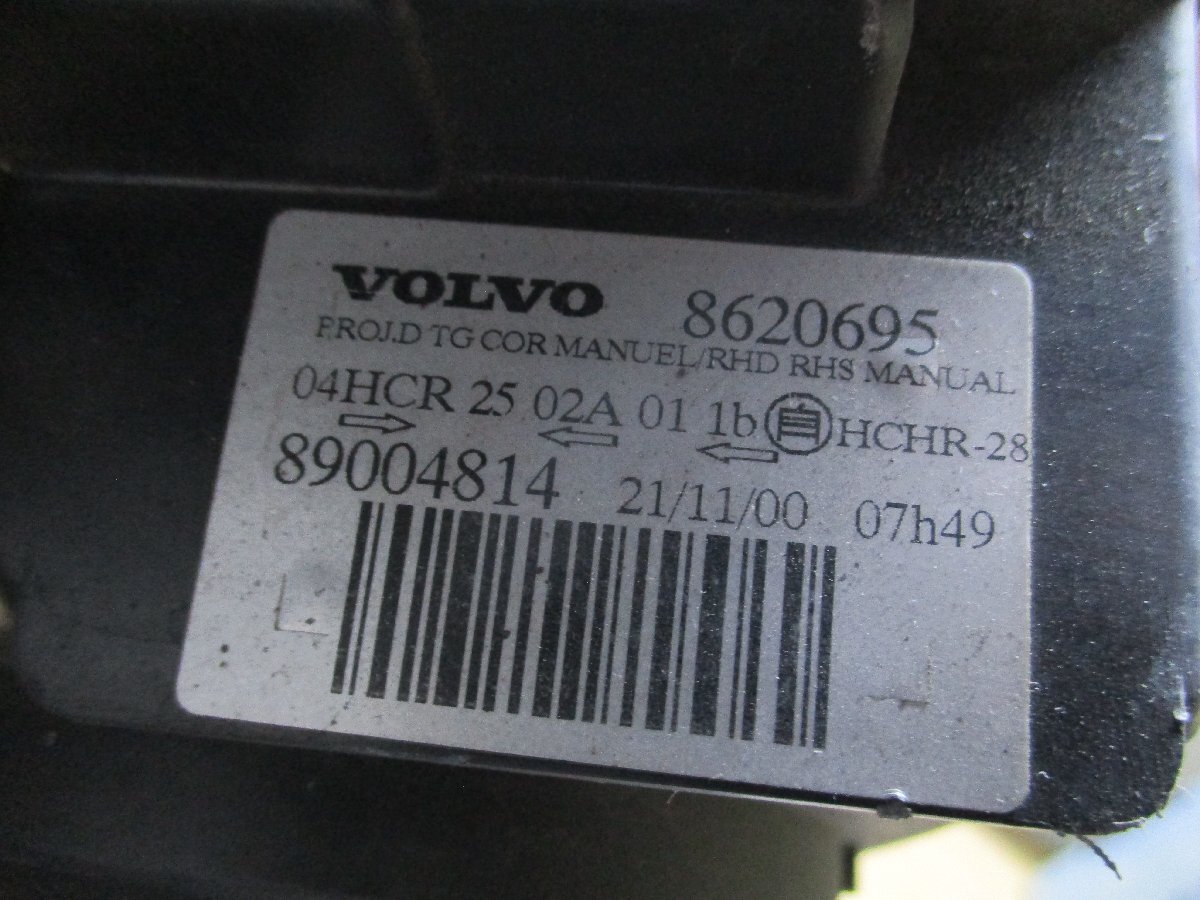 VOLVO 8620695
PROJ.D TG COR MANUEL/RHD RHS MANUAL
04HCR 25 02A 01 1b 自 HCHR-28
89004814 21/11/00 07h49